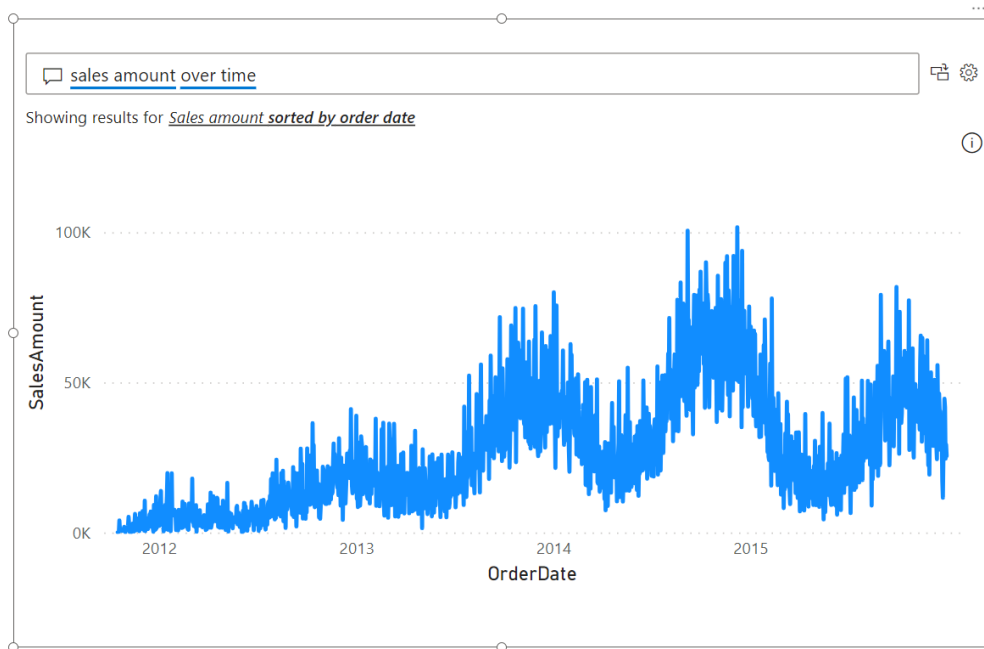 sales amount over time
Showing results for Sales amount sorted by order date
100K
50K
0K
SalesAmount
2012 2013 2014 2015
OrderDate